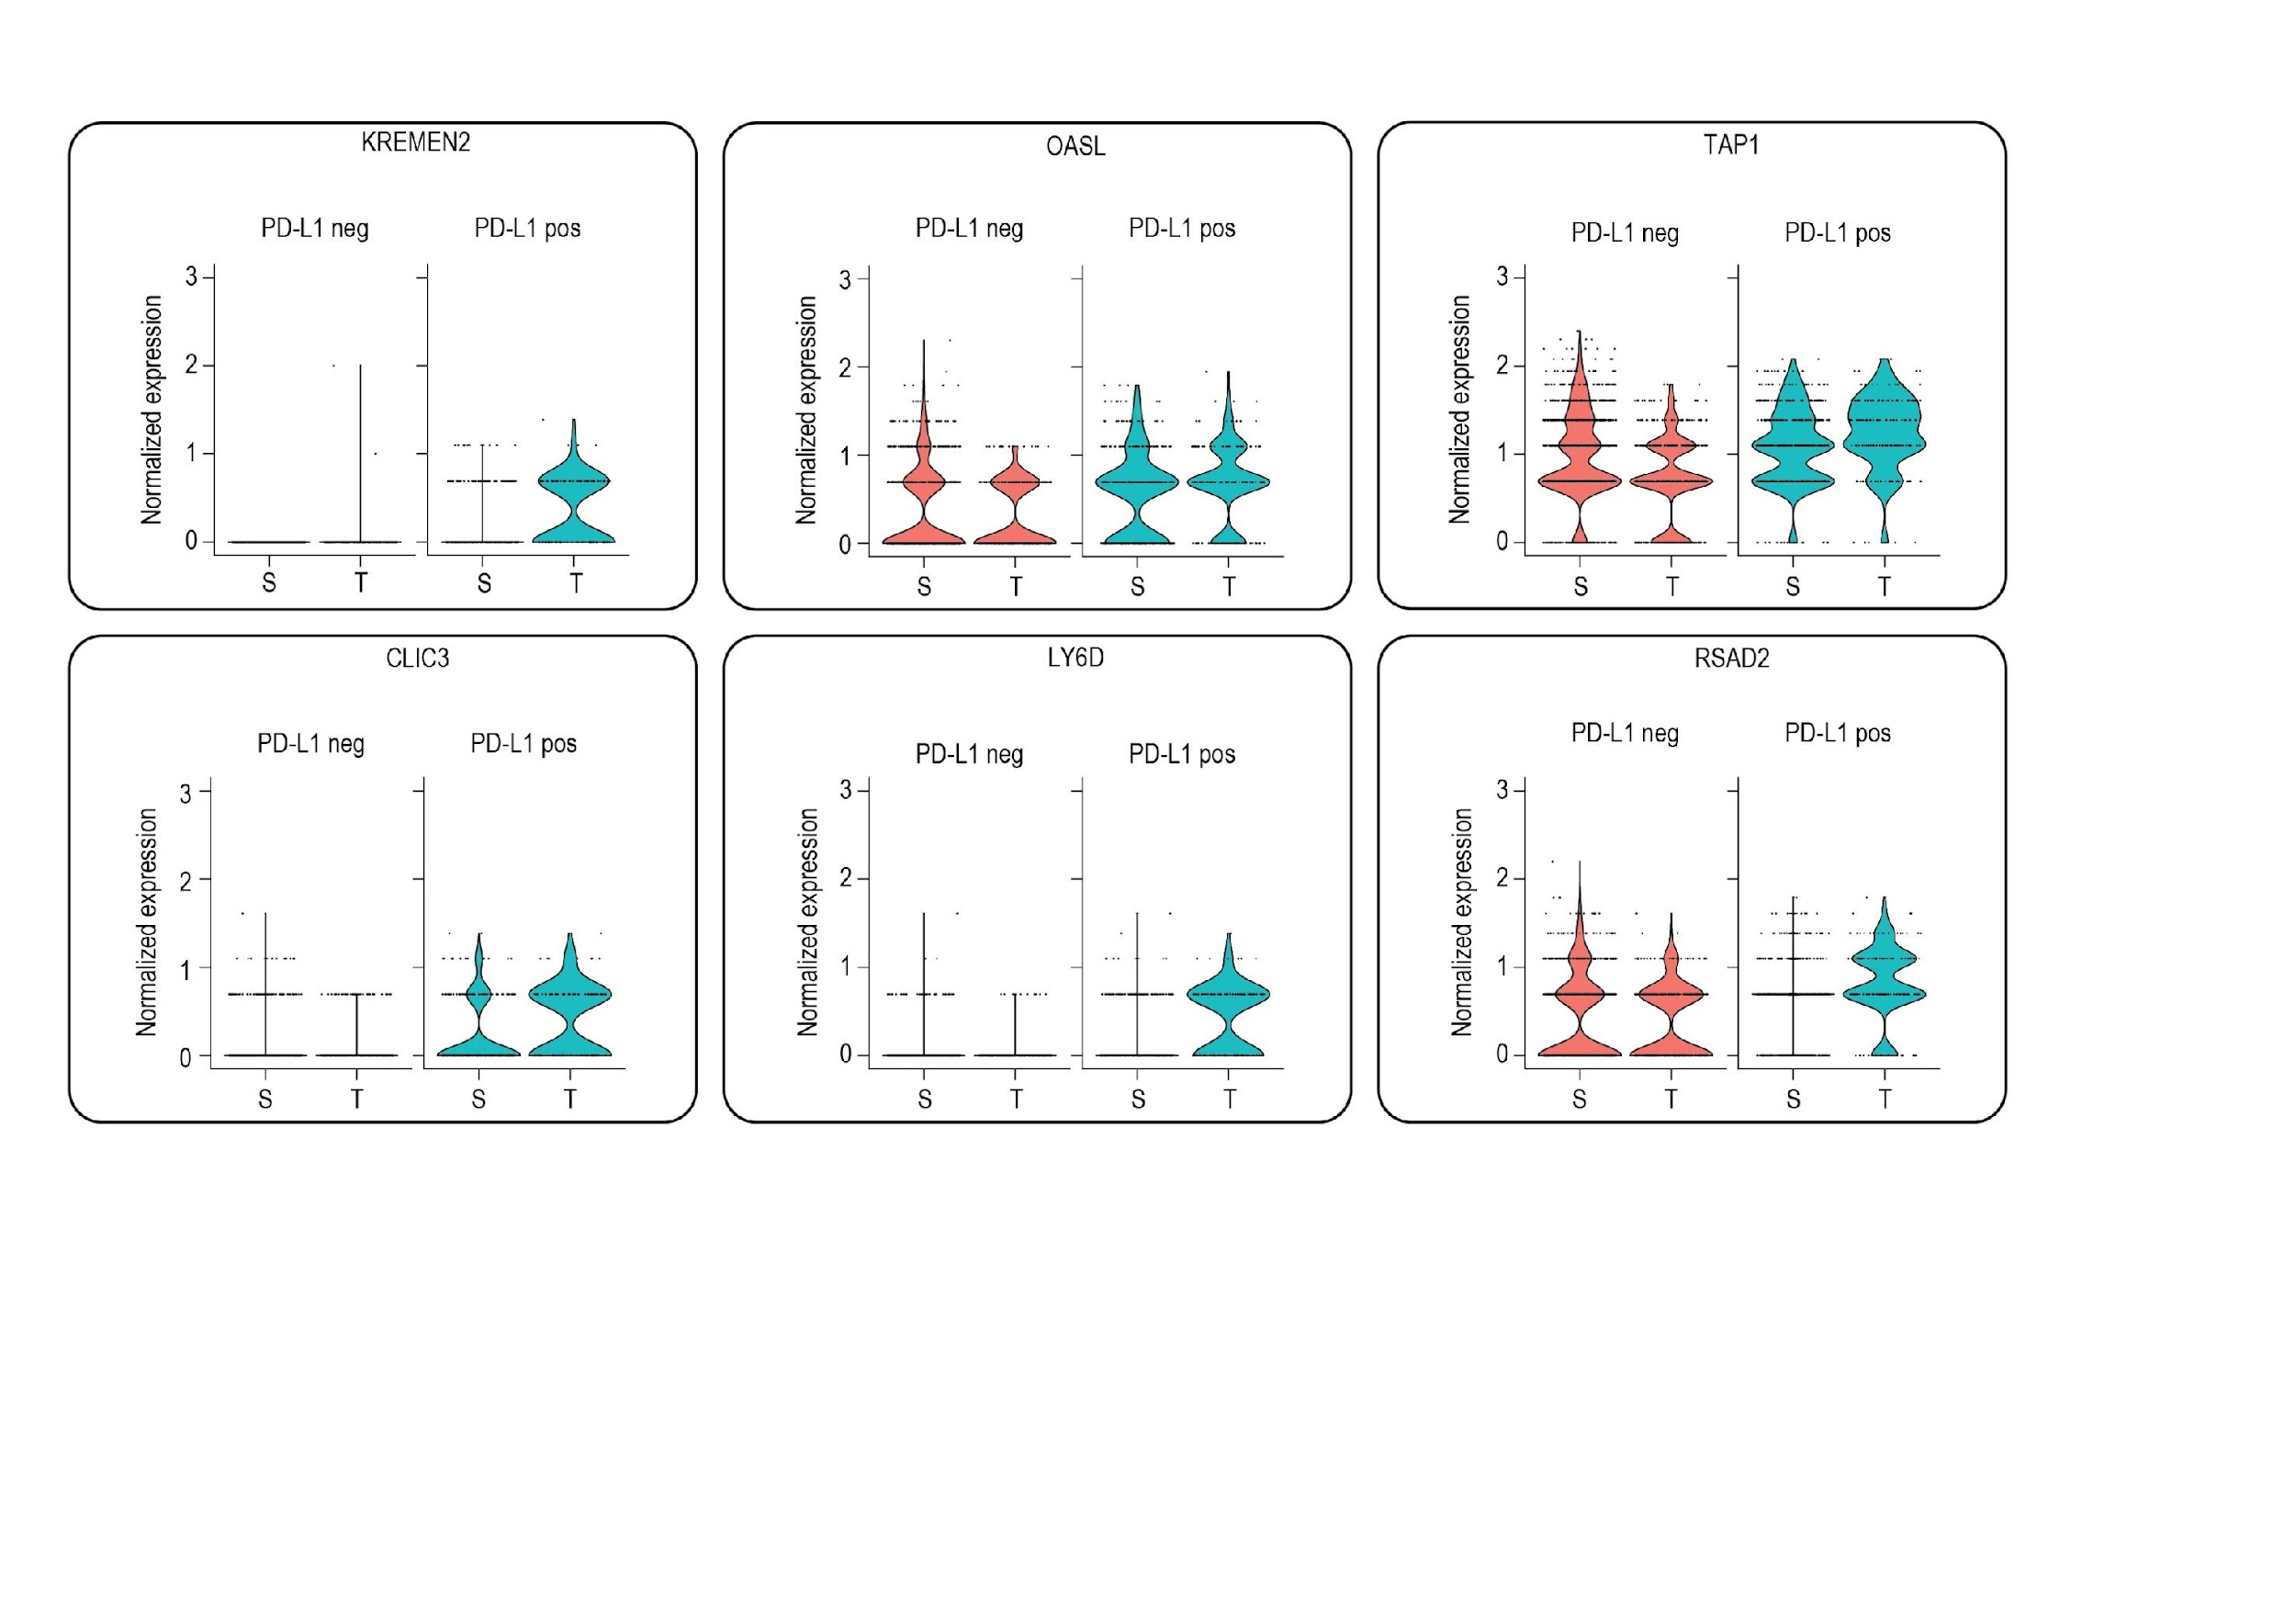 KREMEN2
PD-L1 neg PD-L1 pos
Normalized expression
3
2
1
0
S T S T
OASL
PD-L1 neg PD-L1 pos
Normalized expression
3
2
1
0
S T S T
TAP1
PD-L1 neg PD-L1 pos
Normalized expression
3
2
1
0
S T S T
CLIC3
PD-L1 neg PD-L1 pos
Normalized expression
3
2
1
0
S T S T
LY6D
PD-L1 neg PD-L1 pos
Normalized expression
3
2
1
0
S T S T
RSAD2
PD-L1 neg PD-L1 pos
Normalized expression
3
2
1
0
S T S T